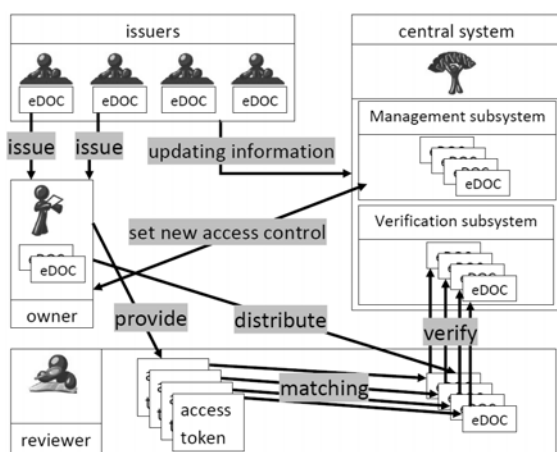 issuers
eDOC
eDOC
eDOC
eDOC
central system
Management subsystem
eDOC
Verification subsystem
eDOC
issue
issue
updating information
set new access control
eDOC
owner
provide
distribute
verify
matching
access
token
eDOC
reviewer